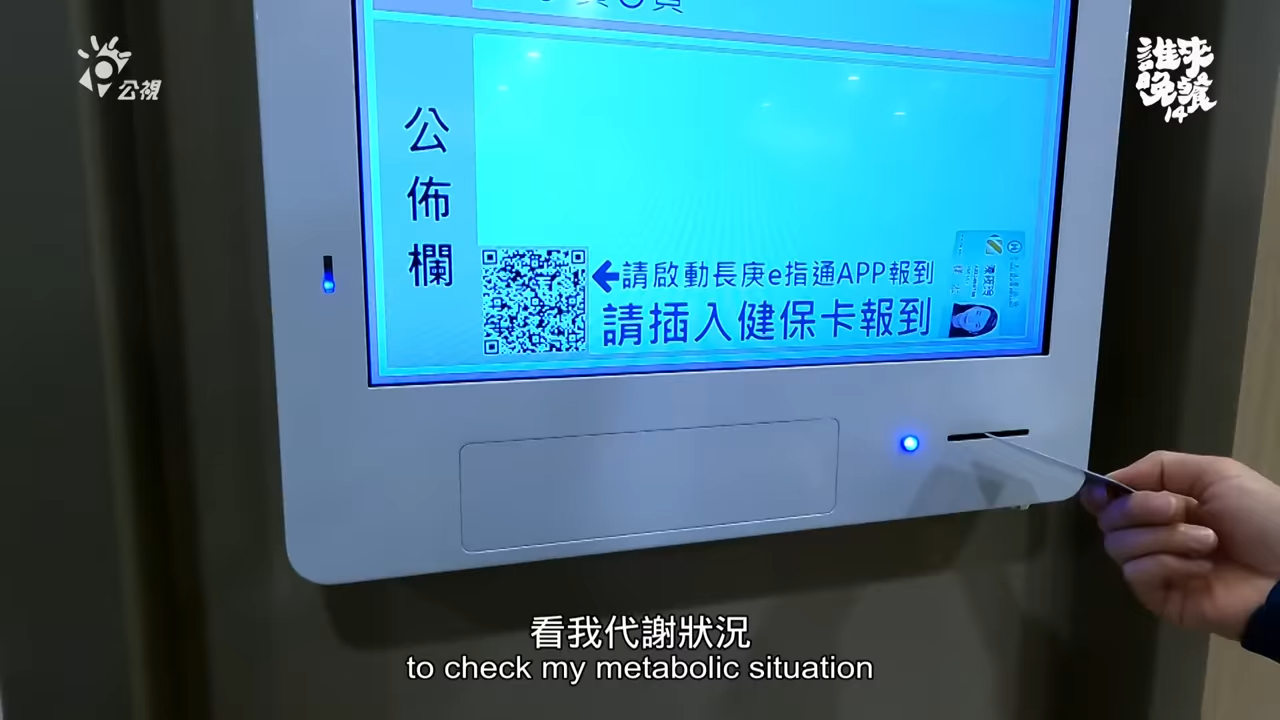 公視
誰來
晚餐
14
公佈欄
請啟動長庚e指通APP報到
請插入健保卡報到
看我代謝狀況
to check my metabolic situation